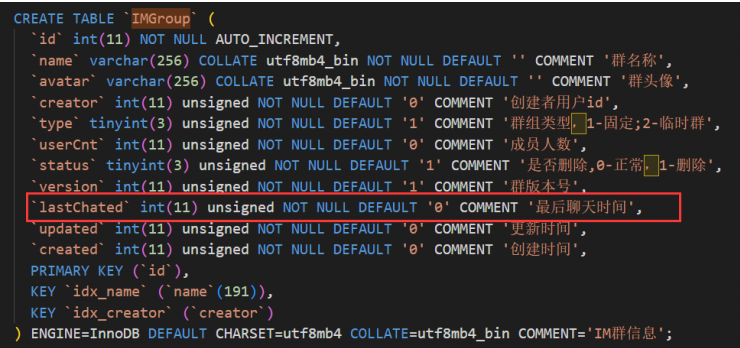 CREATE TABLE `IMGroup` (
`id` int(11) NOT NULL AUTO_INCREMENT,
`name` varchar(256) COLLATE utf8mb4_bin NOT NULL DEFAULT '' COMMENT '群名称',
`avatar` varchar(256) COLLATE utf8mb4_bin NOT NULL DEFAULT '' COMMENT '群头像',
`creator` int(11) unsigned NOT NULL DEFAULT '0' COMMENT '创建者用户id',
`type` tinyint(3) unsigned NOT NULL DEFAULT '1' COMMENT '群组类型，1-固定;2-临时群',
`userCnt` int(11) unsigned NOT NULL DEFAULT '0' COMMENT '成员人数',
`status` tinyint(3) unsigned NOT NULL DEFAULT '1' COMMENT '是否删除,0-正常，1-删除',
`version` int(11) unsigned NOT NULL DEFAULT '1' COMMENT '群版本号',
`lastChated` int(11) unsigned NOT NULL DEFAULT '0' COMMENT '最后聊天时间',
`updated` int(11) unsigned NOT NULL DEFAULT '0' COMMENT '更新时间',
`created` int(11) unsigned NOT NULL DEFAULT '0' COMMENT '创建时间',
PRIMARY KEY (`id`),
KEY `idx_name` (`name`(191)),
KEY `idx_creator` (`creator`)
) ENGINE=InnoDB DEFAULT CHARSET=utf8mb4 COLLATE=utf8mb4_bin COMMENT='IM群信息';